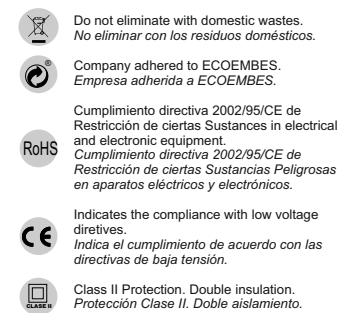 Do not eliminate with domestic wastes.
No eliminar con los residuos domésticos.
®
Company adhered to ECOEMBES.
Empresa adherida a ECOEMBES.
Cumplimiento directiva 2002/95/CE de
Restricción de ciertas Sustances in electrical
RoHS
and electronic equipment.
Cumplimiento directiva 2002/95/CE de
Restricción de ciertas Sustancias Peligrosas
en aparatos eléctricos y electrónicos.
Indicates the compliance with low voltage
diretives.
CE
Indica el cumplimiento de acuerdo con las
directivas de baja tensión.
Class II Protection. Double insulation.
CLASE II
Protección Clase II. Doble aislamiento.